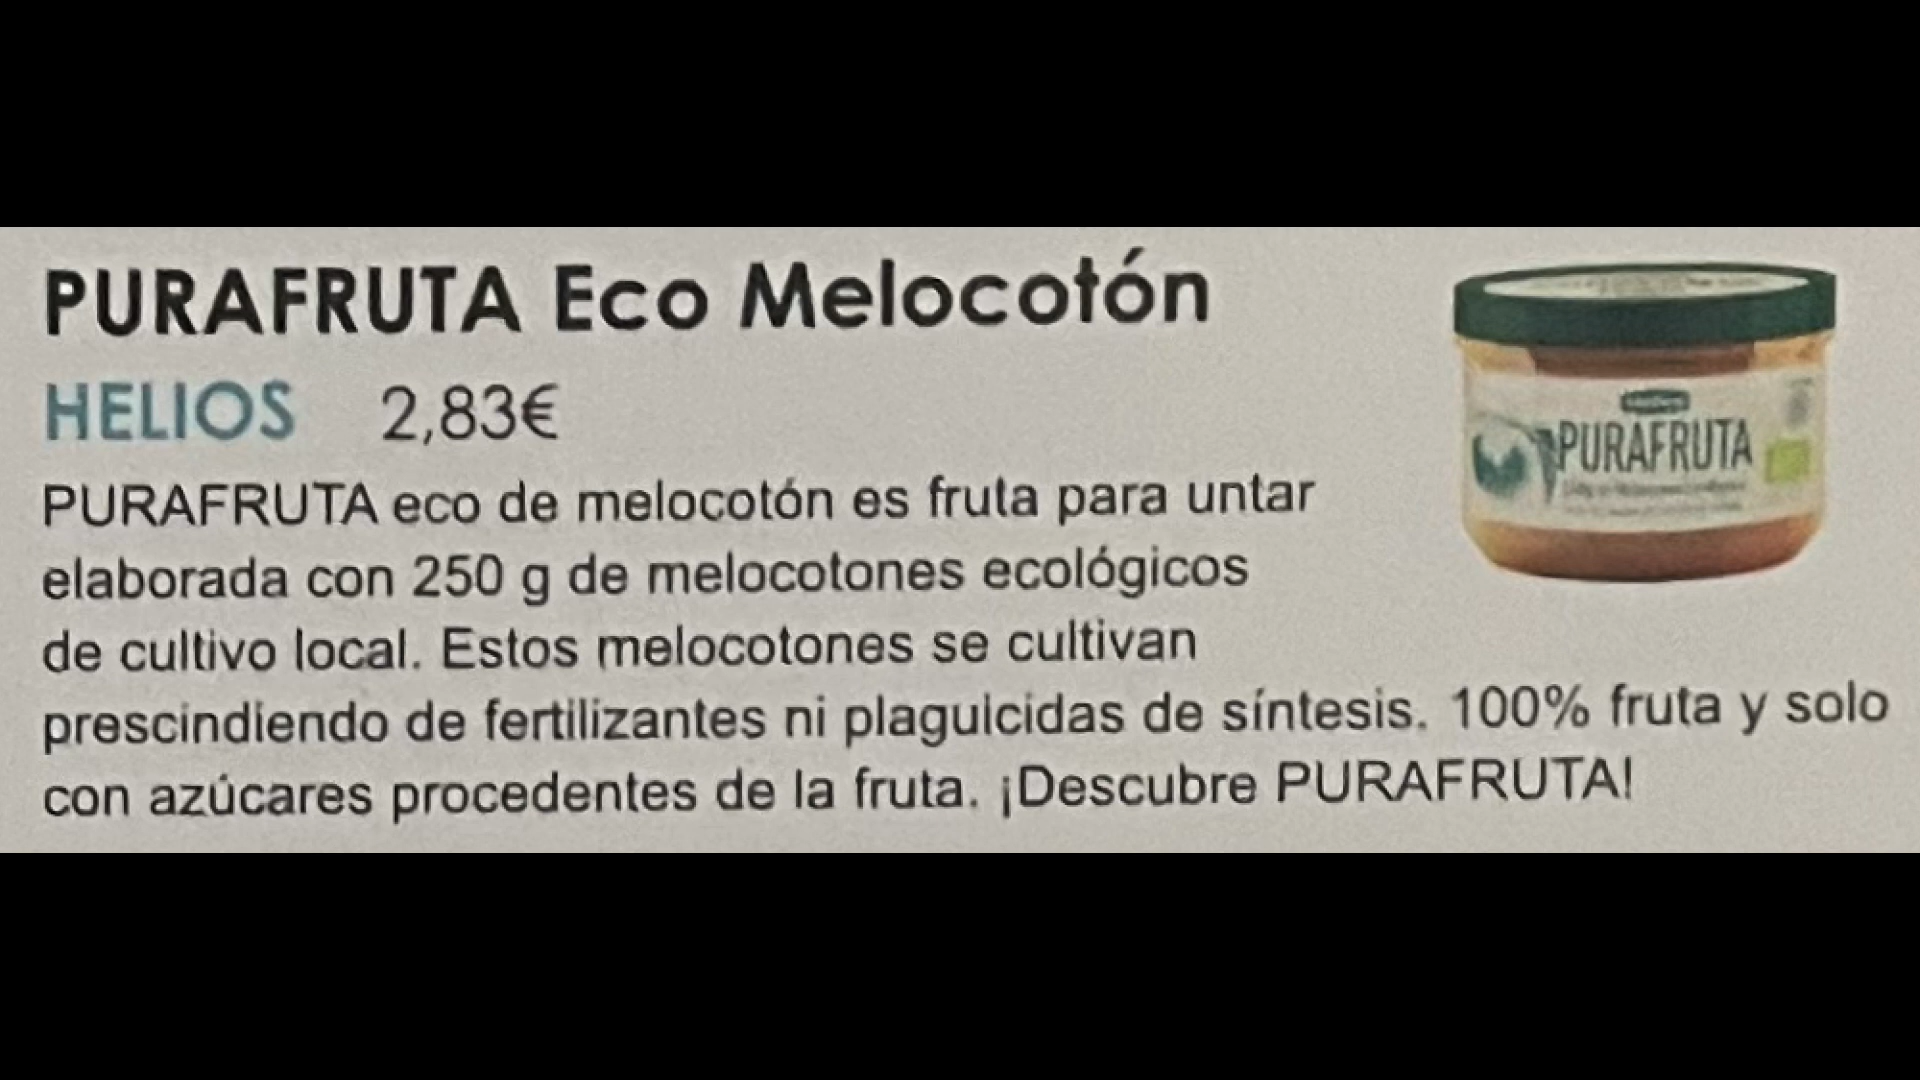 PURAFRUTA Eco Melocotón
HELIOS 2,83€
PURAFRUTA eco de melocotón es fruta para untar
elaborada con 250 g de melocotones ecológicos
de cultivo local. Estos melocotones se cultivan
prescindiendo de fertilizantes ni plaguicidas de síntesis. 100% fruta y solo
con azúcares procedentes de la fruta. ¡Descubre PURAFRUTA!
PURAFRUTA